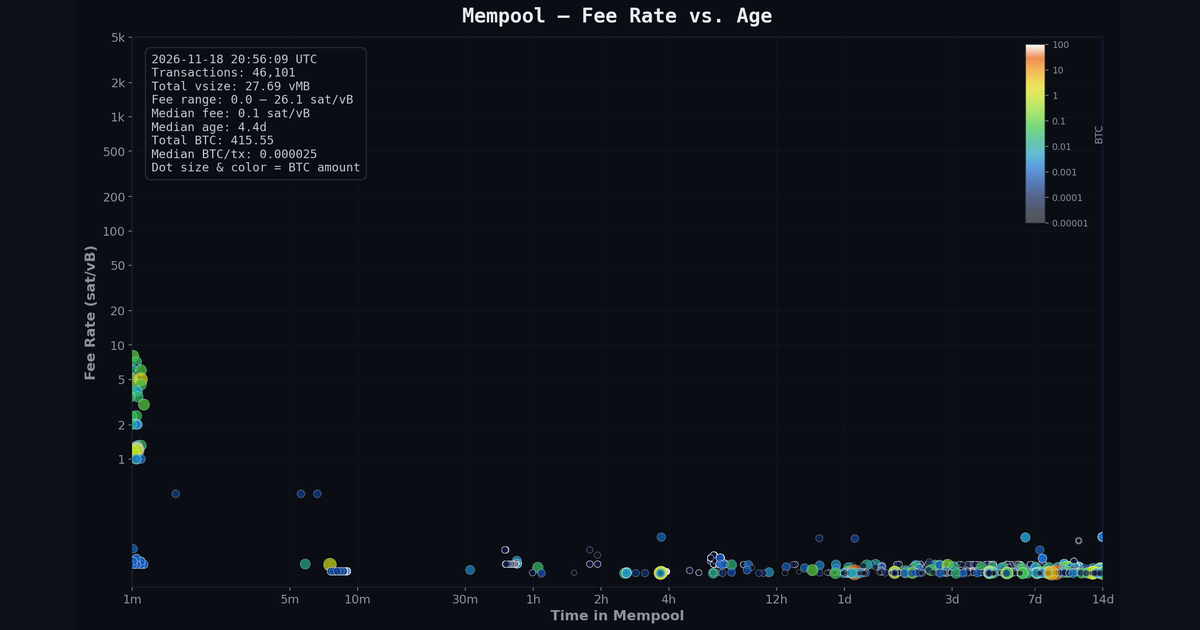 Mempool — Fee Rate vs. Age
5k
2k
1k
500
200
100
50
20
10
5
2
1
Fee Rate (sat/vB)
2026-11-18 20:56:09 UTC
Transactions: 46,101
Total vsize: 27.69 vMB
Fee range: 0.0 — 26.1 sat/vB
Median fee: 0.1 sat/vB
Median age: 4.4d
Total BTC: 415.55
Median BTC/tx: 0.000025
Dot size & color = BTC amount
100
10
1
0.1
0.01
0.001
0.0001
0.00001
BTC
1m 5m 10m 30m 1h 2h 4h 12h 1d 3d 7d 14d
Time in Mempool